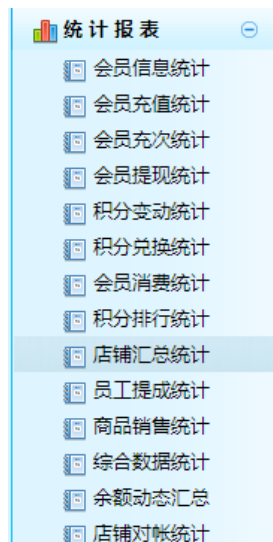 统计报表
会员信息统计
会员充值统计
会员充次统计
会员提现统计
积分变动统计
积分兑换统计
会员消费统计
积分排行统计
店铺汇总统计
员工提成统计
商品销售统计
综合数据统计
余额动态汇总
店铺对帐统计